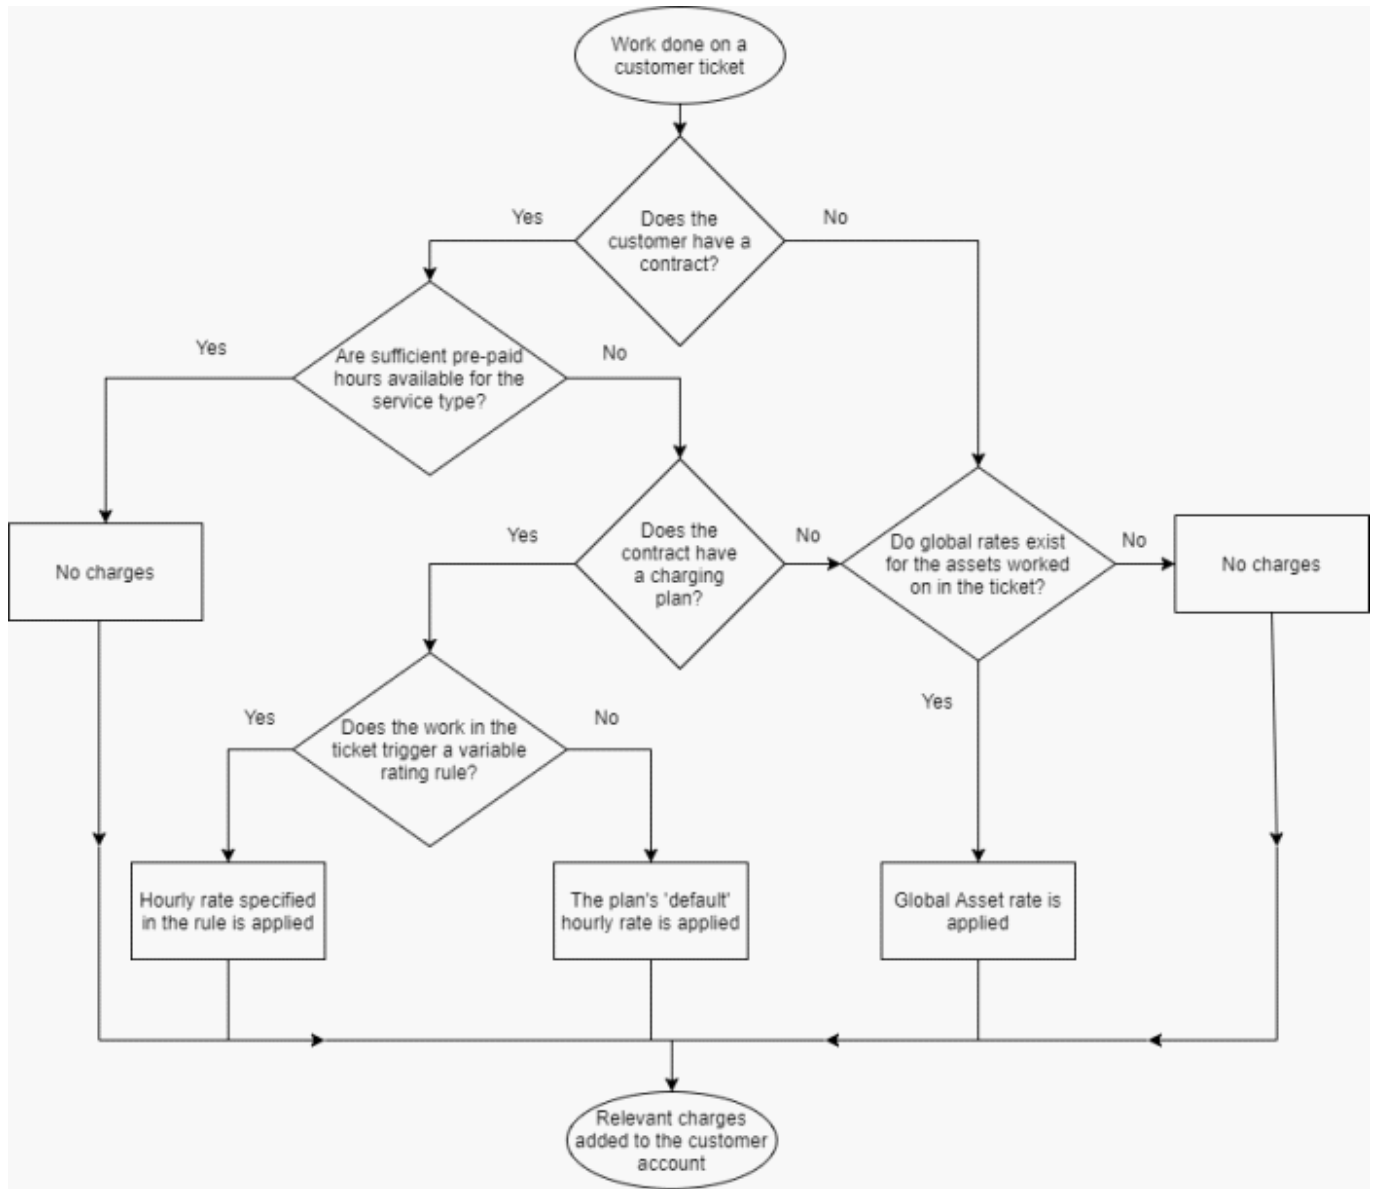 Work done on a
customer ticket
Yes
No
Does the
customer have a
contract?
Yes
No
Are sufficient pre-paid
hours available for the
service type?
Yes
No
No
Does the
contract have
a charging
plan?
Do global rates exist
for the assets worked
on in the ticket?
No charges
No charges
Yes
Yes
No
Does the work in the
ticket trigger a variable
rating rule?
Hourly rate specified
in the rule is applied
The plan's 'default'
hourly rate is applied
Global Asset rate is
applied
Relevant charges
added to the customer
account